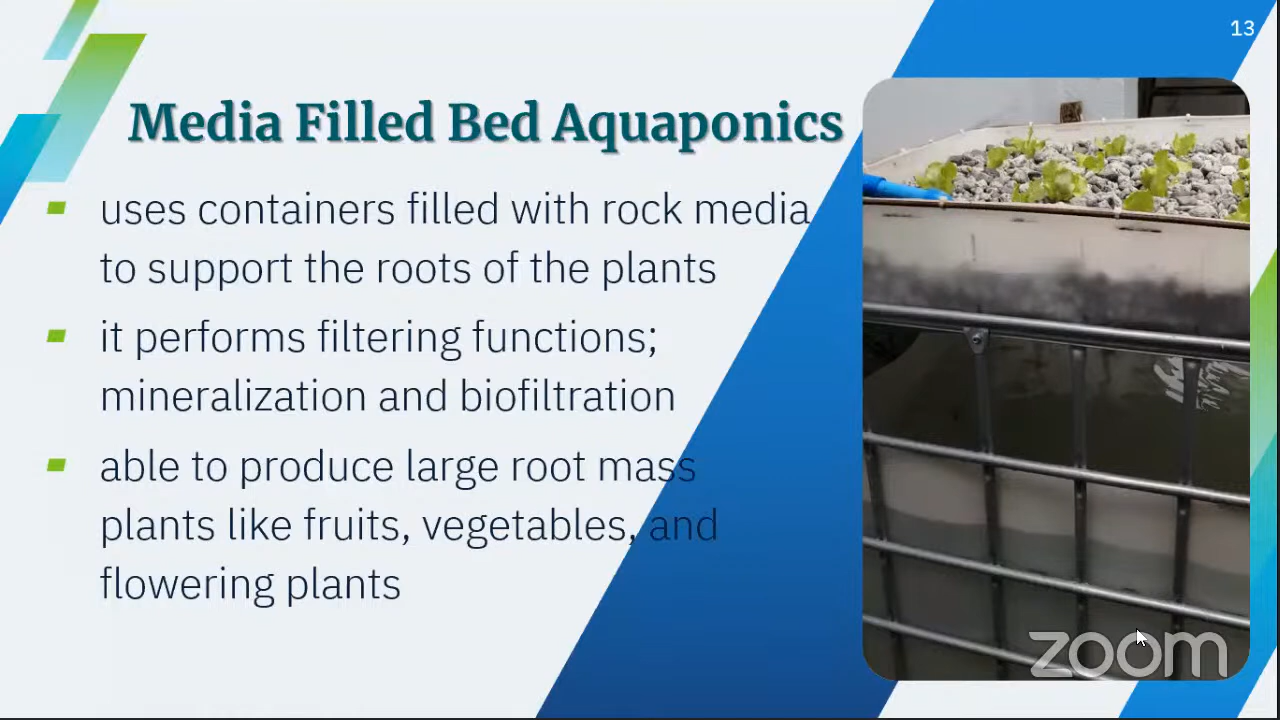 13
Media Filled Bed Aquaponics
uses containers filled with rock media
to support the roots of the plants
it performs filtering functions;
mineralization and biofiltration
able to produce large root mass
plants like fruits, vegetables, and
flowering plants
zoom